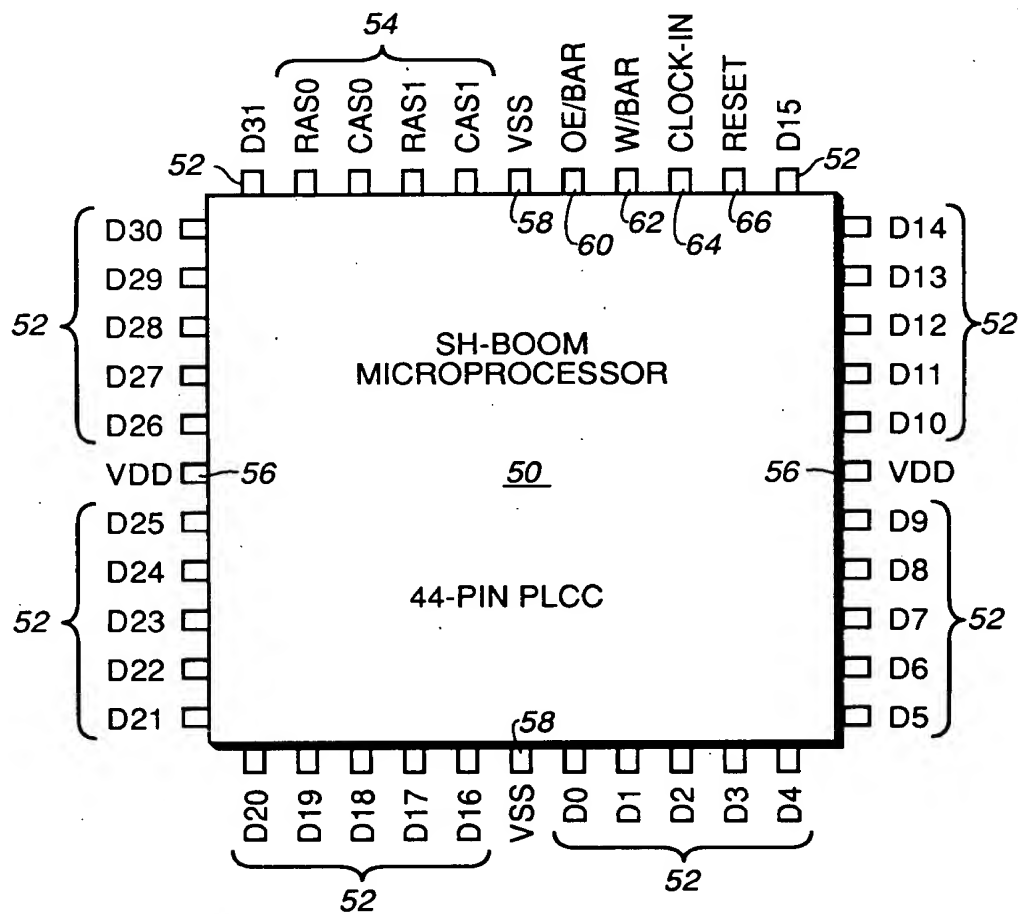 54
D31 RAS0 CAS0 RAS1 CAS1 VSS OE/BAR W/BAR CLOCK-IN RESET D15
52 52
58 60 62 64 66
D30 D14
D29 D13
52 D28 D12 52
D27 D11
D26 D10
SH-BOOM
MICROPROCESSOR
VDD 56 50 56 VDD
D25 D9
D24 D8
44-PIN PLCC
52 D23 D7 52
D22 D6
D21 D5
58
D20 D19 D18 D17 D16 VSS D0 D1 D2 D3 D4
52 52